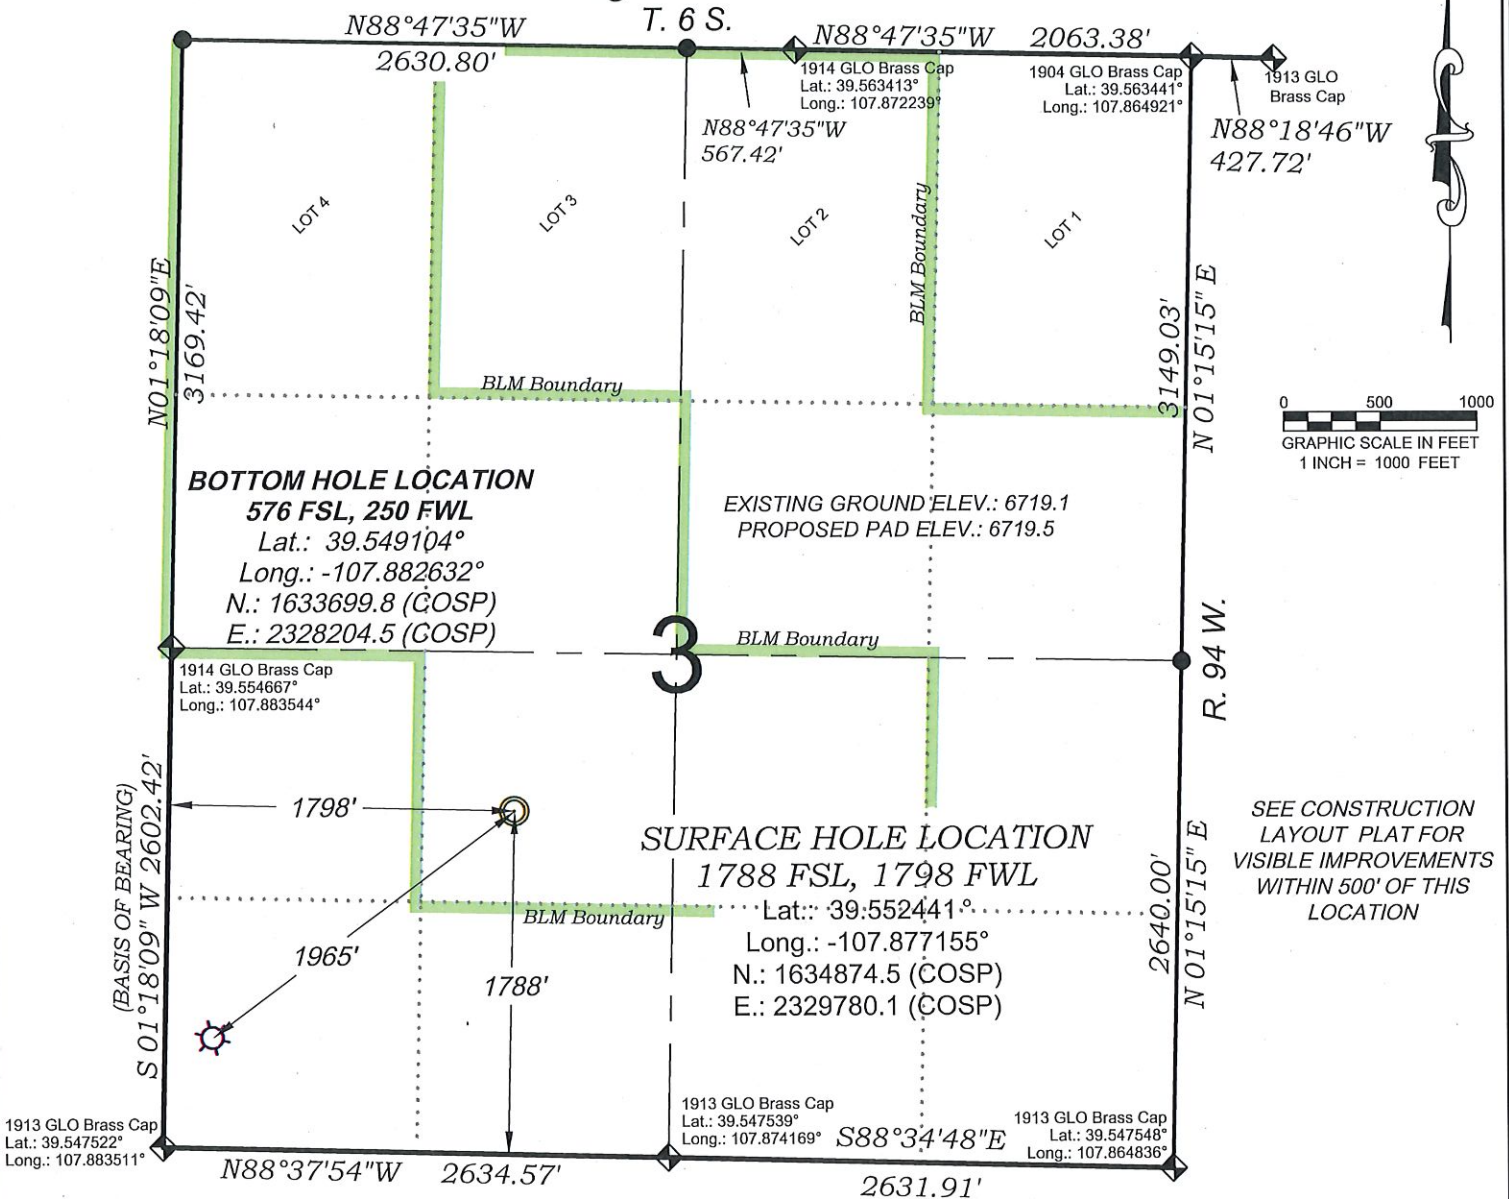 T. 6 S.
N88°47'35"W
2630.80'
N88°47'35"W 2063.38'
1914 GLO Brass Cap
Lat.: 39.563413°
Long.: 107.872239°
1904 GLO Brass Cap
Lat.: 39.563441°
Long.: 107.864921°
1913 GLO
Brass Cap
N88°47'35"W
567.42'
N88°18'46"W
427.72'
LOT 4
LOT 3
LOT 2
LOT 1
BLM Boundary
N01°18'09"E
3169.42'
3149.03'
N 01°15'15" E
BLM Boundary
0 500 1000
GRAPHIC SCALE IN FEET
1 INCH = 1000 FEET
BOTTOM HOLE LOCATION
576 FSL, 250 FWL
Lat.: 39.549104°
Long.: -107.882632°
N.: 1633699.8 (COSP)
E.: 2328204.5 (COSP)
EXISTING GROUND ELEV.: 6719.1
PROPOSED PAD ELEV.: 6719.5
3
BLM Boundary
R. 94 W.
1914 GLO Brass Cap
Lat.: 39.554667°
Long.: 107.883544°
(BASIS OF BEARING)
S 01°18'09" W 2602.42'
1798'
1965'
1788'
SURFACE HOLE LOCATION
1788 FSL, 1798 FWL
Lat.: 39.552441°
Long.: -107.877155°
N.: 1634874.5 (COSP)
E.: 2329780.1 (COSP)
BLM Boundary
2640.00'
N 01°15'15" E
SEE CONSTRUCTION
LAYOUT PLAT FOR
VISIBLE IMPROVEMENTS
WITHIN 500' OF THIS
LOCATION
1913 GLO Brass Cap
Lat.: 39.547522°
Long.: 107.883511°
1913 GLO Brass Cap
Lat.: 39.547539°
Long.: 107.874169°
1913 GLO Brass Cap
Lat.: 39.547548°
Long.: 107.864836°
N88°37'54"W 2634.57'
S88°34'48"E
2631.91'